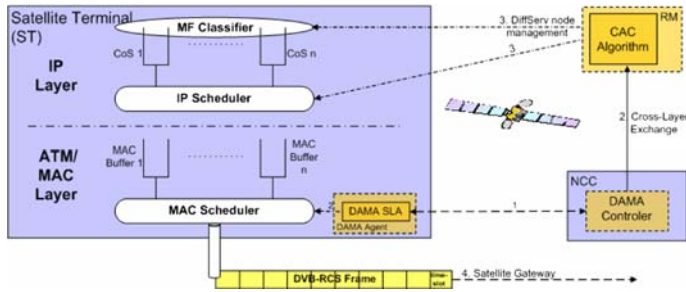 Satellite Terminal
(ST)
MF Classifier
CoS 1
CoS n
IP
Layer
IP Scheduler
3. DiffServ node
management
3
CAC
Algorithm
RM
2. Cross-Layer
Exchange
ATM/
MAC
Layer
MAC
Buffer 1
MAC
Buffer
n
MAC Scheduler
DAMA SLA
DAMA Agent
1
NCC
DAMA
Controler
DVB-RCS Frame
time-
slot
4. Satellite Gateway